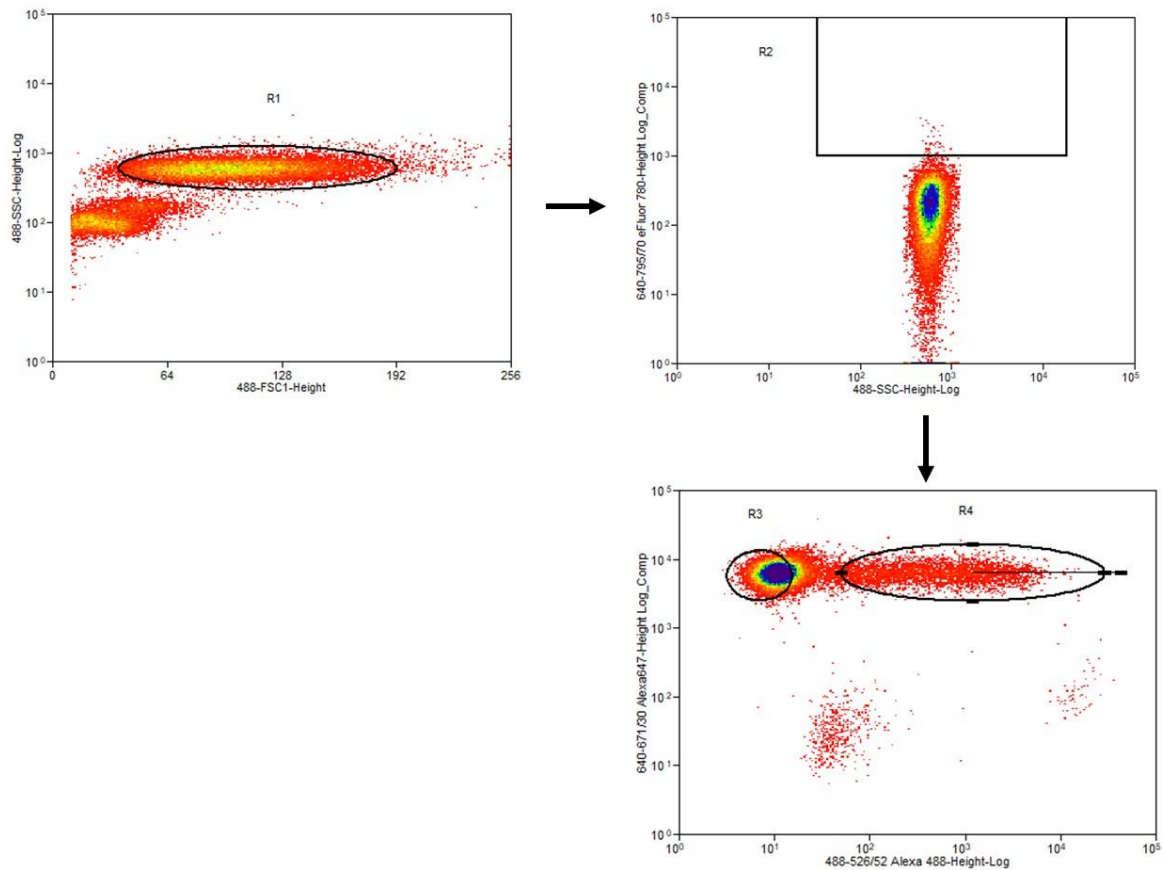 R1
10⁵
10⁴
10³
10²
10¹
10⁰
488-SSC-Height-Log
0 64 128 192 256
488-FSC1-Height
R2
10⁵
10⁴
10³
10²
10¹
10⁰
640-795/70 eFluor 780-Height Log_Comp
10⁰ 10¹ 10² 10³ 10⁴ 10⁵
488-SSC-Height-Log
R3 R4
10⁵
10⁴
10³
10²
10¹
10⁰
640-671/30 Alexa647-Height Log_Comp
10⁰ 10¹ 10² 10³ 10⁴ 10⁵
488-526/52 Alexa 488-Height-Log